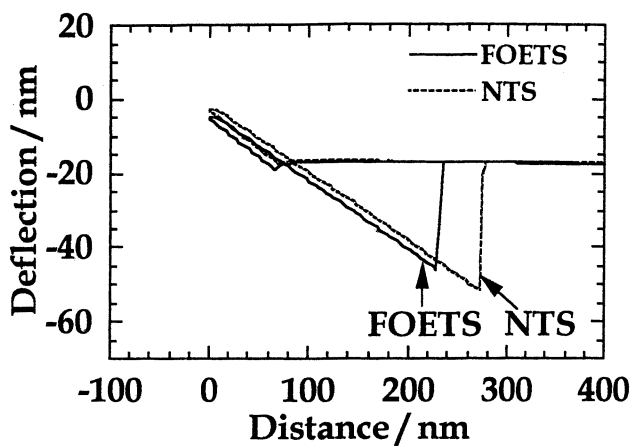 20
0
-20
-40
-60
Deflection / nm
FOETS
NTS
FOETS NTS
-100 0 100 200 300 400
Distance / nm